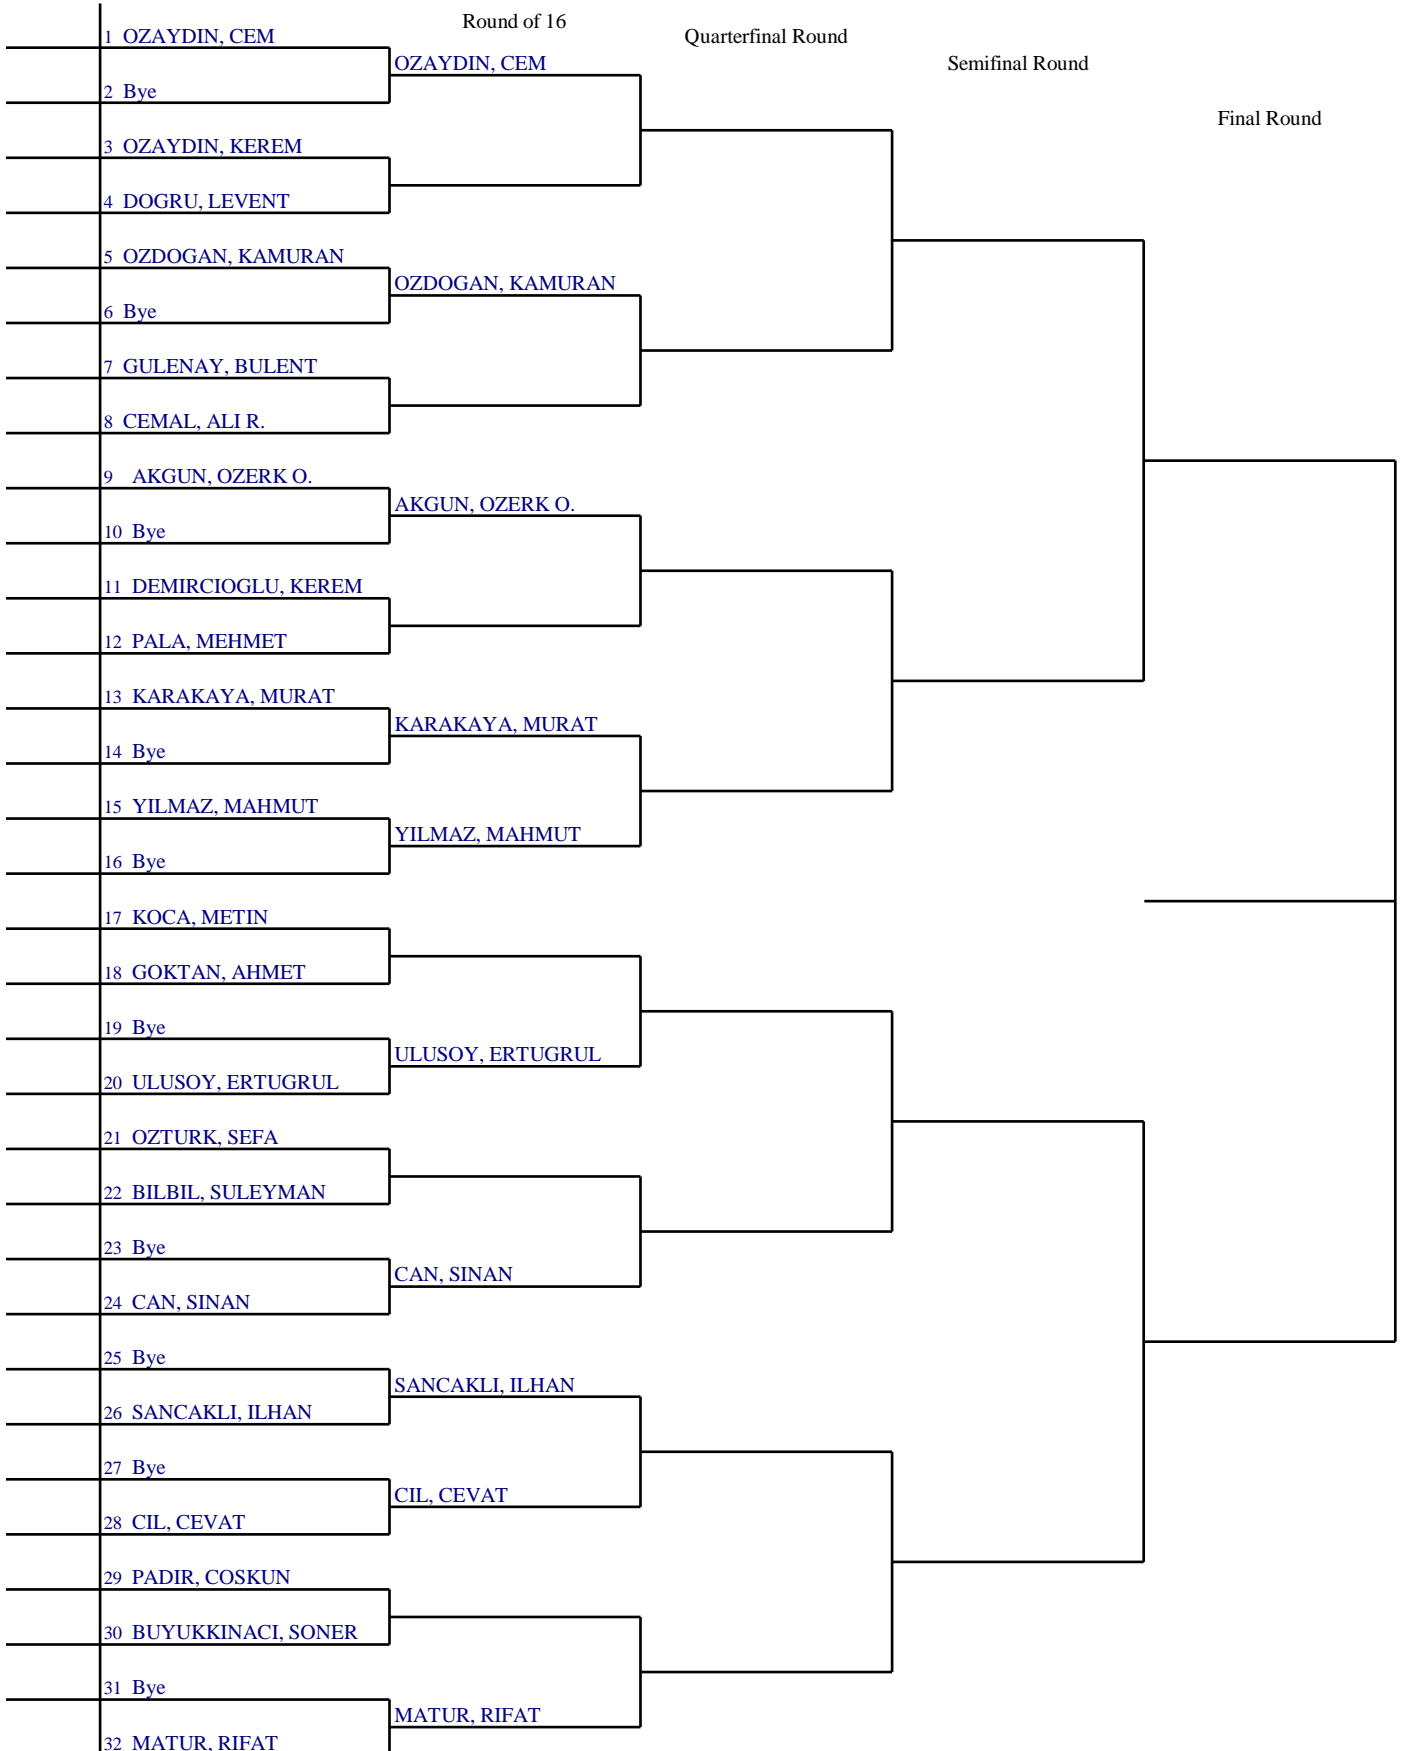 Round of 16
Quarterfinal Round
Semifinal Round
Final Round
1 OZAYDIN, CEM
OZAYDIN, CEM
2 Bye
3 OZAYDIN, KEREM
4 DOGRU, LEVENT
5 OZDOGAN, KAMURAN
OZDOGAN, KAMURAN
6 Bye
7 GULENAY, BULENT
8 CEMAL, ALI R.
9 AKGUN, OZERK O.
AKGUN, OZERK O.
10 Bye
11 DEMIRCIOGLU, KEREM
12 PALA, MEHMET
13 KARAKAYA, MURAT
KARAKAYA, MURAT
14 Bye
15 YILMAZ, MAHMUT
YILMAZ, MAHMUT
16 Bye
17 KOCA, METIN
18 GOKTAN, AHMET
19 Bye
ULUSOY, ERTUGRUL
20 ULUSOY, ERTUGRUL
21 OZTURK, SEFA
22 BILBIL, SULEYMAN
23 Bye
CAN, SINAN
24 CAN, SINAN
25 Bye
SANCAKLI, ILHAN
26 SANCAKLI, ILHAN
27 Bye
CIL, CEVAT
28 CIL, CEVAT
29 PADIR, COSKUN
30 BUYUKKINACI, SONER
31 Bye
MATUR, RIFAT
32 MATUR, RIFAT